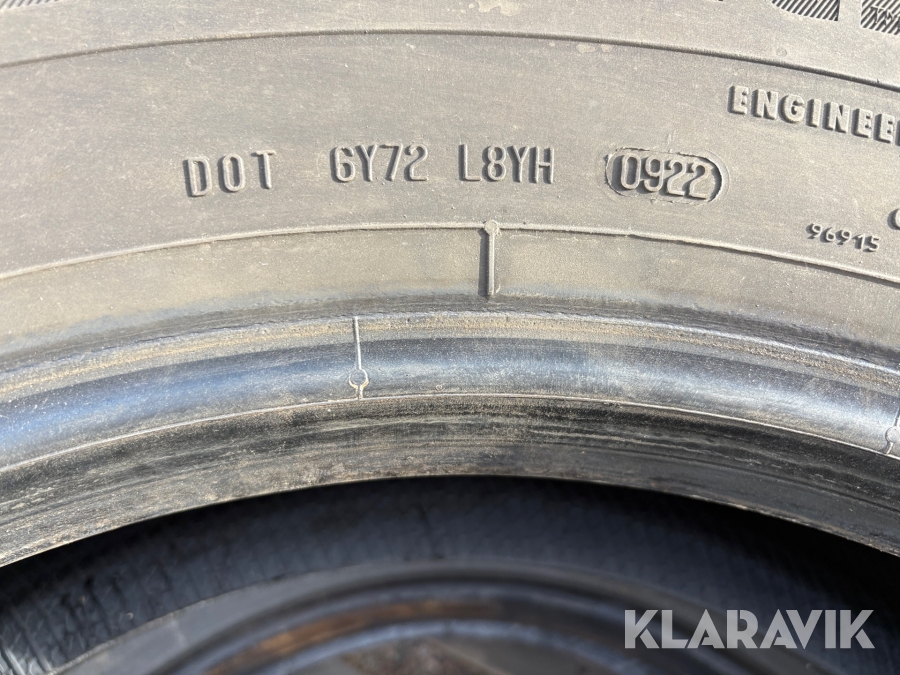 ENGINEE
DOT 6Y72 L8YH 0922
96915
KLARAVIK